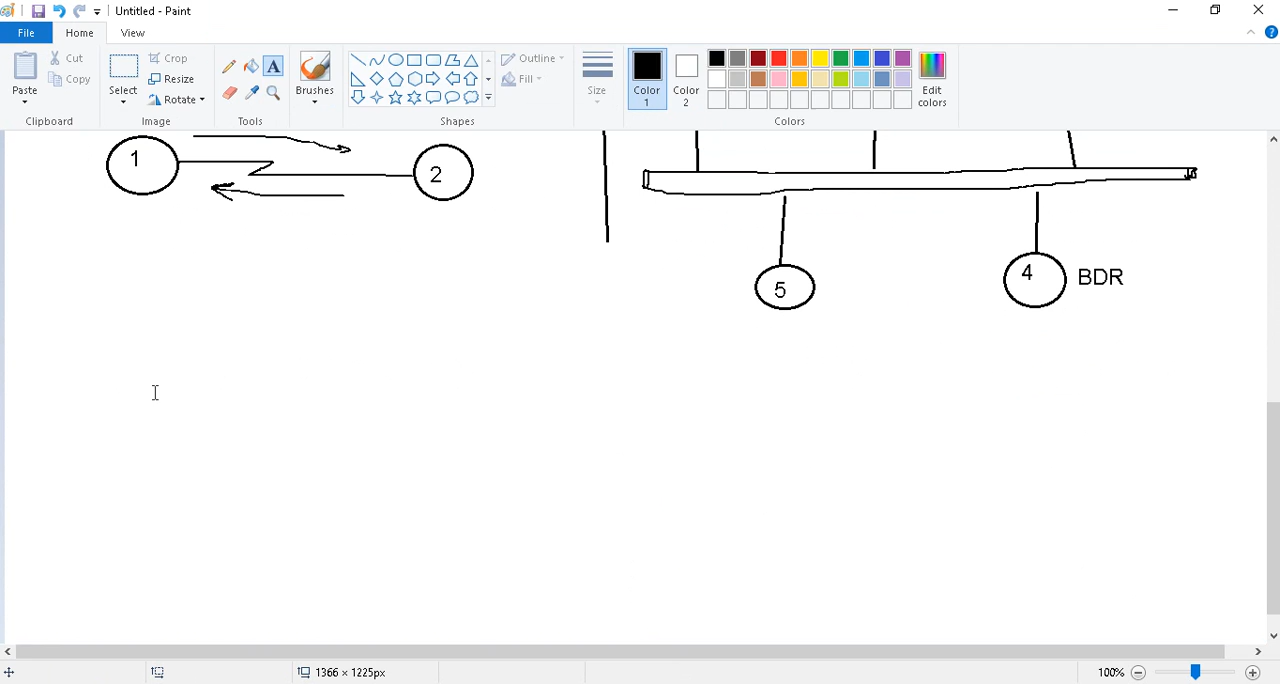 Untitled - Paint
File Home View
Paste Cut Copy Clipboard
Select Crop Resize Rotate Image
Tools
Brushes
Shapes Outline Fill
Size
Color 1
Color 2
Edit colors
Colors
1
2
5
4
BDR
1366 × 1225px
100%